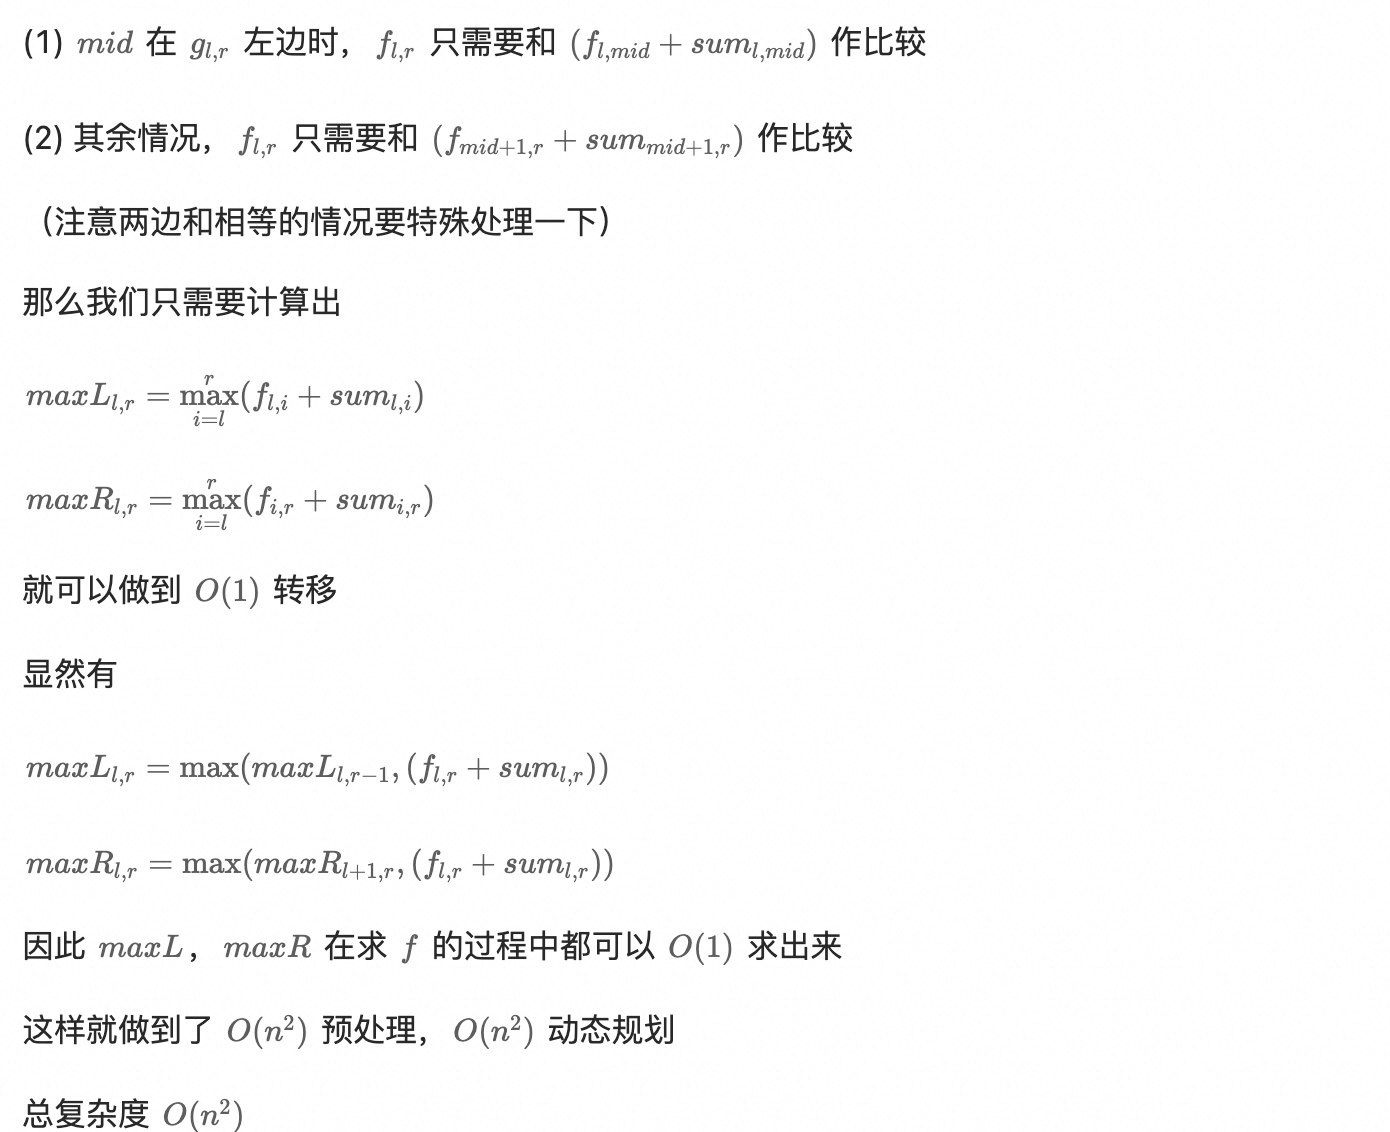 (1) mid 在 g_{l,r} 左边时， f_{l,r} 只需要和 (f_{l,mid} + sum_{l,mid}) 作比较
(2) 其余情况， f_{l,r} 只需要和 (f_{mid+1,r} + sum_{mid+1,r}) 作比较
（注意两边和相等的情况要特殊处理一下）
那么我们只需要计算出
maxL_{l,r} = \max_{i=l}^{r}(f_{l,i} + sum_{l,i})
maxR_{l,r} = \max_{i=l}^{r}(f_{i,r} + sum_{i,r})
就可以做到 O(1) 转移
显然有
maxL_{l,r} = max(maxL_{l,r-1}, (f_{l,r} + sum_{l,r}))
maxR_{l,r} = max(maxR_{l+1,r}, (f_{l,r} + sum_{l,r}))
因此 maxL， maxR 在求 f 的过程中都可以 O(1) 求出来
这样就做到了 O(n²) 预处理， O(n²) 动态规划
总复杂度 O(n²)